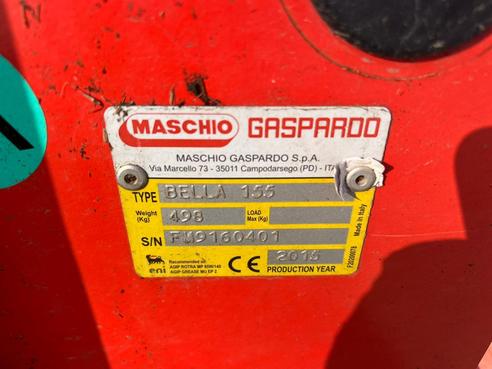 MASCHIO GASPARDO
MASCHIO GASPARDO S.p.A.
Via Marcello 73 - 35011 Campodarsego (PD) - ITA
TYPE BELLA 155
Weight (Kg) 498 LOAD Max (Kg)
S/N FM9160401
eni Recommended oil AGIP ROTRA MP 80W/140
AGIP GREASE MU EP 2
CE 2015 PRODUCTION YEAR
Made in Italy